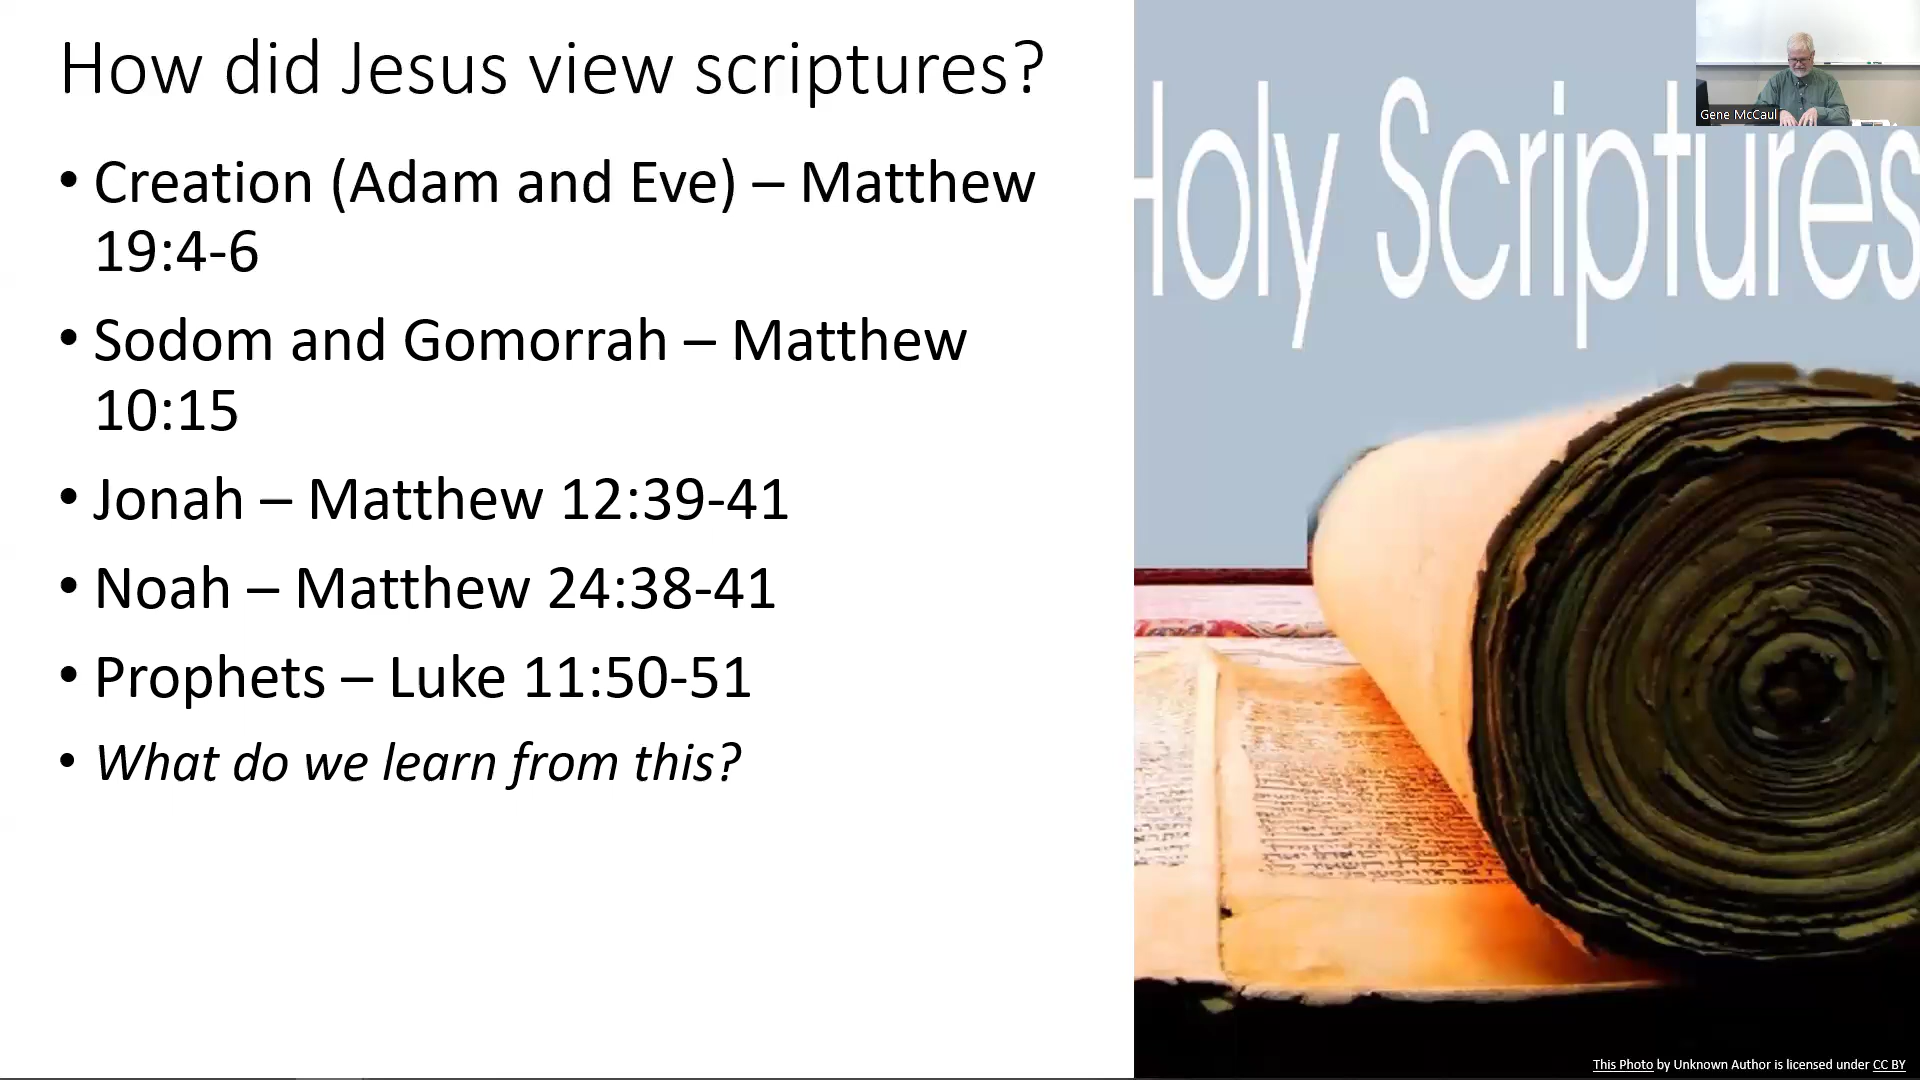 How did Jesus view scriptures?
• Creation (Adam and Eve) – Matthew
19:4-6
• Sodom and Gomorrah – Matthew
10:15
• Jonah – Matthew 12:39-41
• Noah – Matthew 24:38-41
• Prophets – Luke 11:50-51
• What do we learn from this?
Holy Scriptures
Gene McCaul
This Photo by Unknown Author is licensed under CC BY